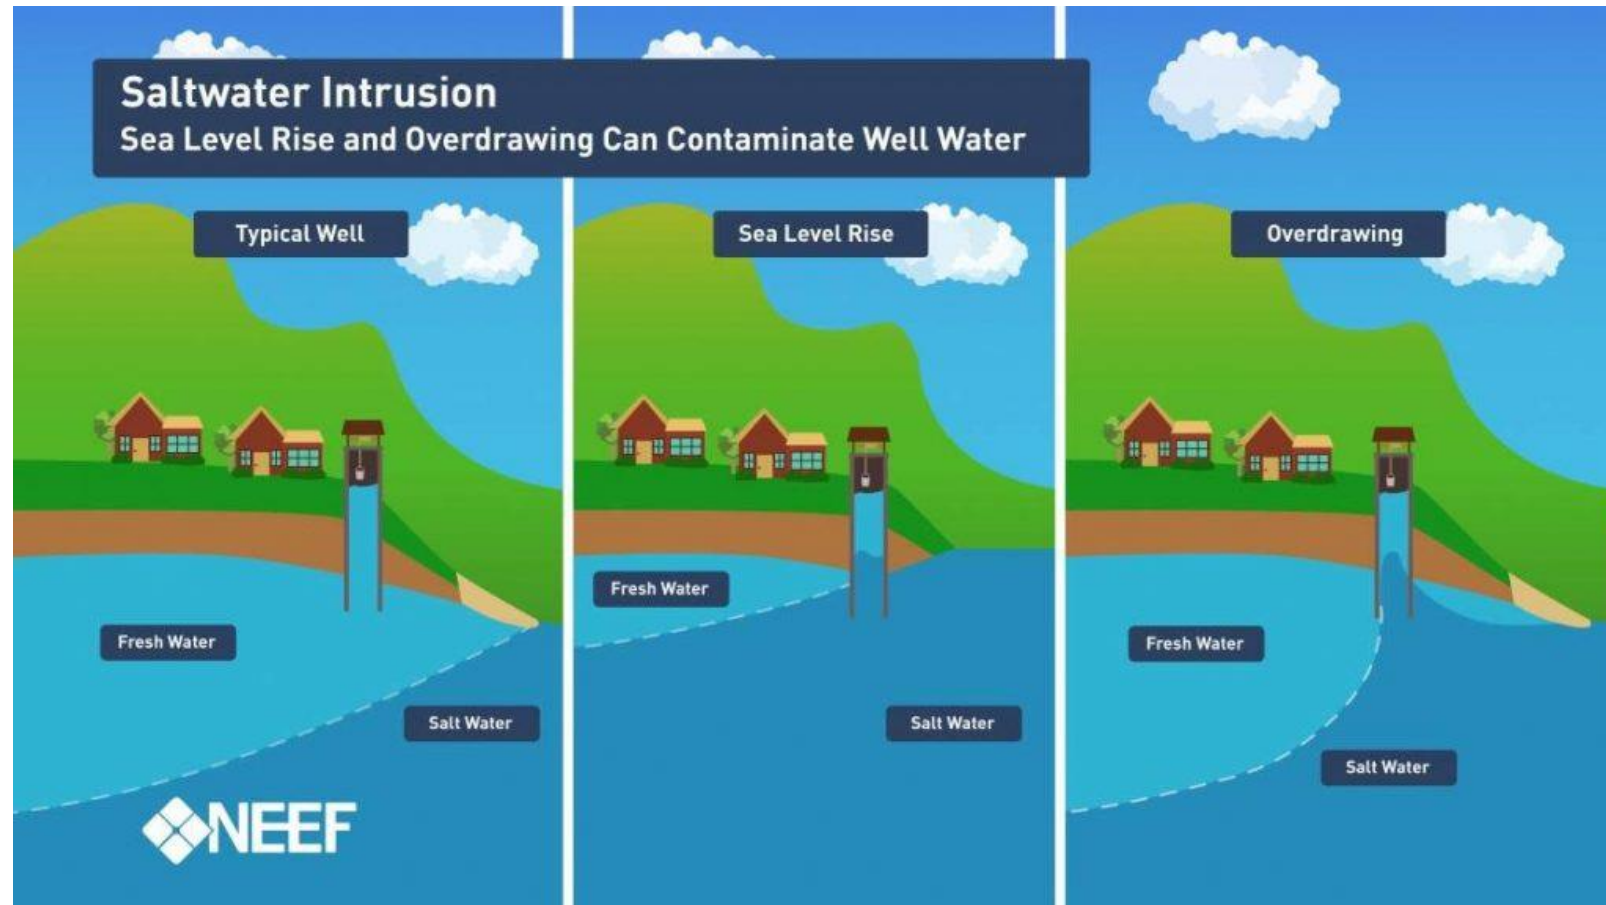 Saltwater Intrusion
Sea Level Rise and Overdrawing Can Contaminate Well Water
Typical Well
Sea Level Rise
Overdrawing
Fresh Water
Salt Water
Fresh Water
Salt Water
Fresh Water
Salt Water
NEEF